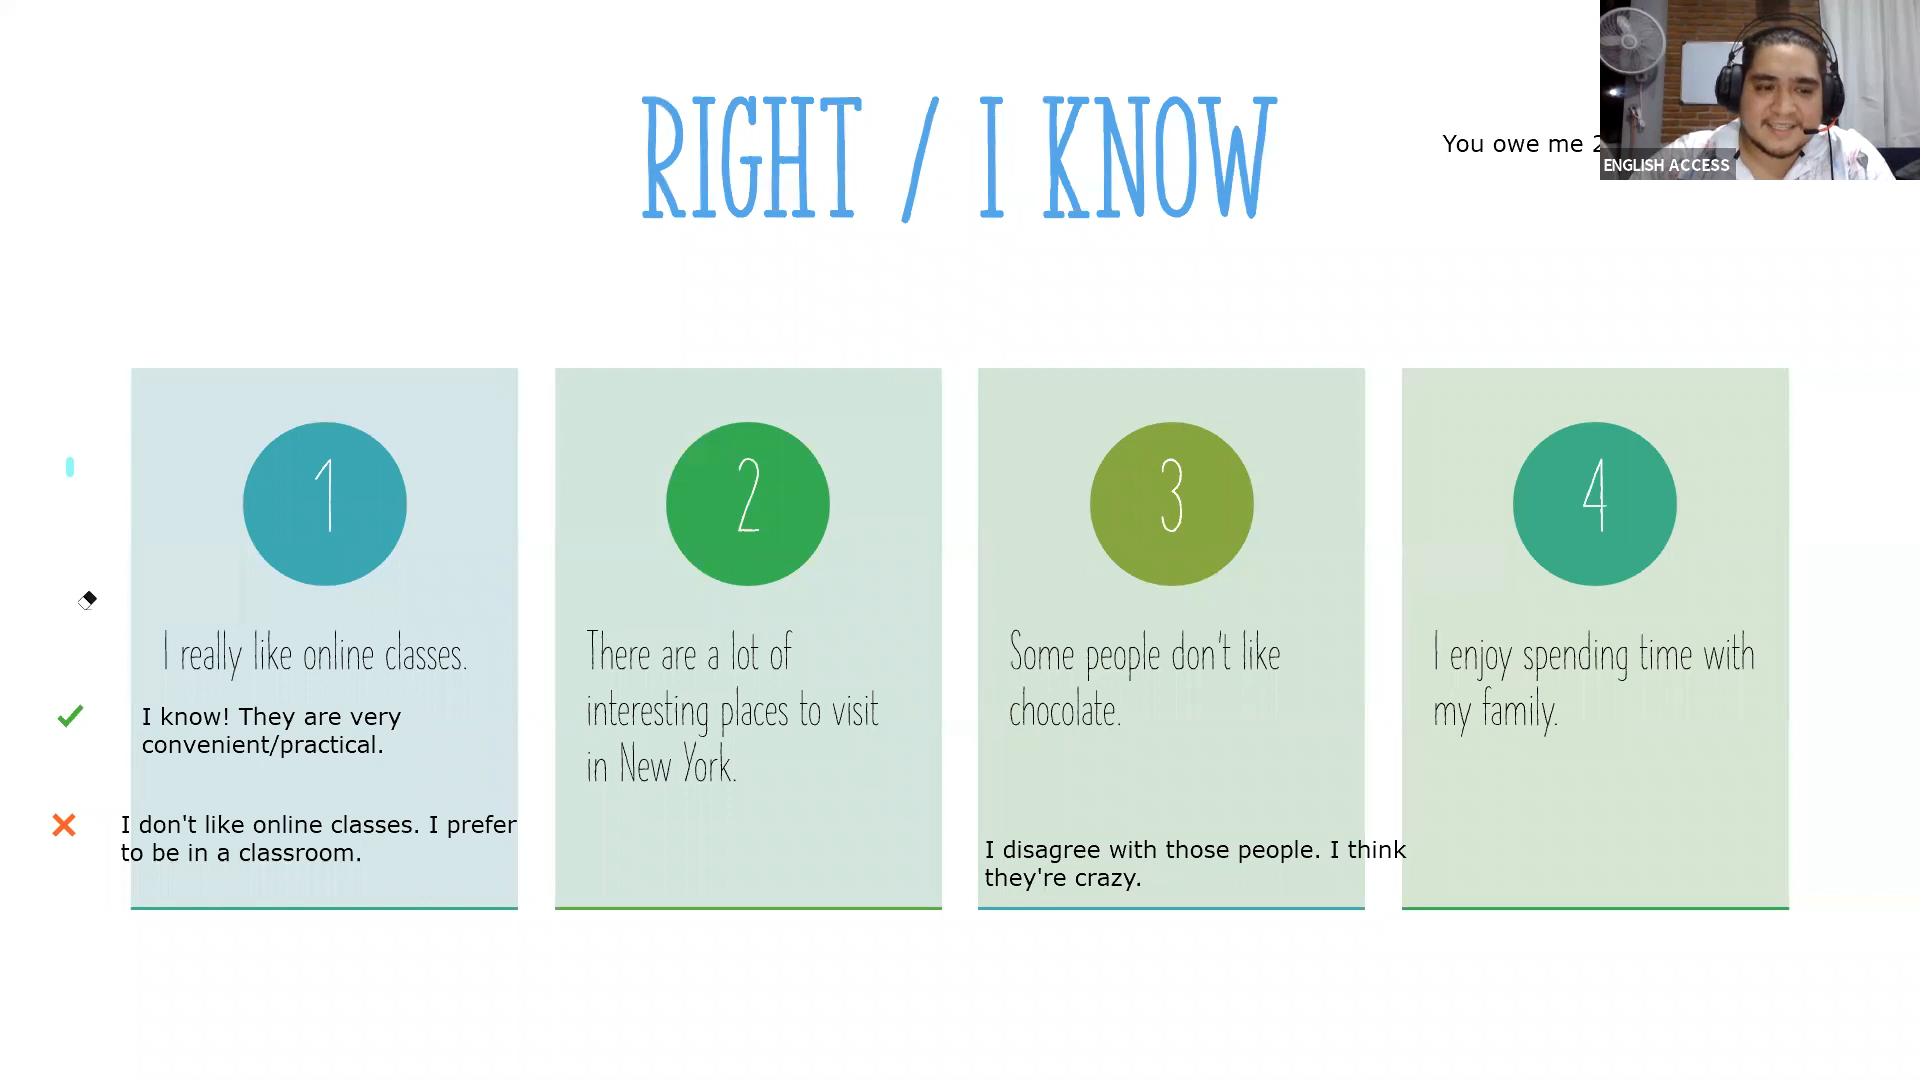 RIGHT / I KNOW
You owe me
ENGLISH ACCESS
1
I really like online classes.
I know! They are very
convenient/practical.
I don't like online classes. I prefer
to be in a classroom.
2
There are a lot of
interesting places to visit
in New York.
3
Some people don't like
chocolate.
I disagree with those people. I think
they're crazy.
4
I enjoy spending time with
my family.